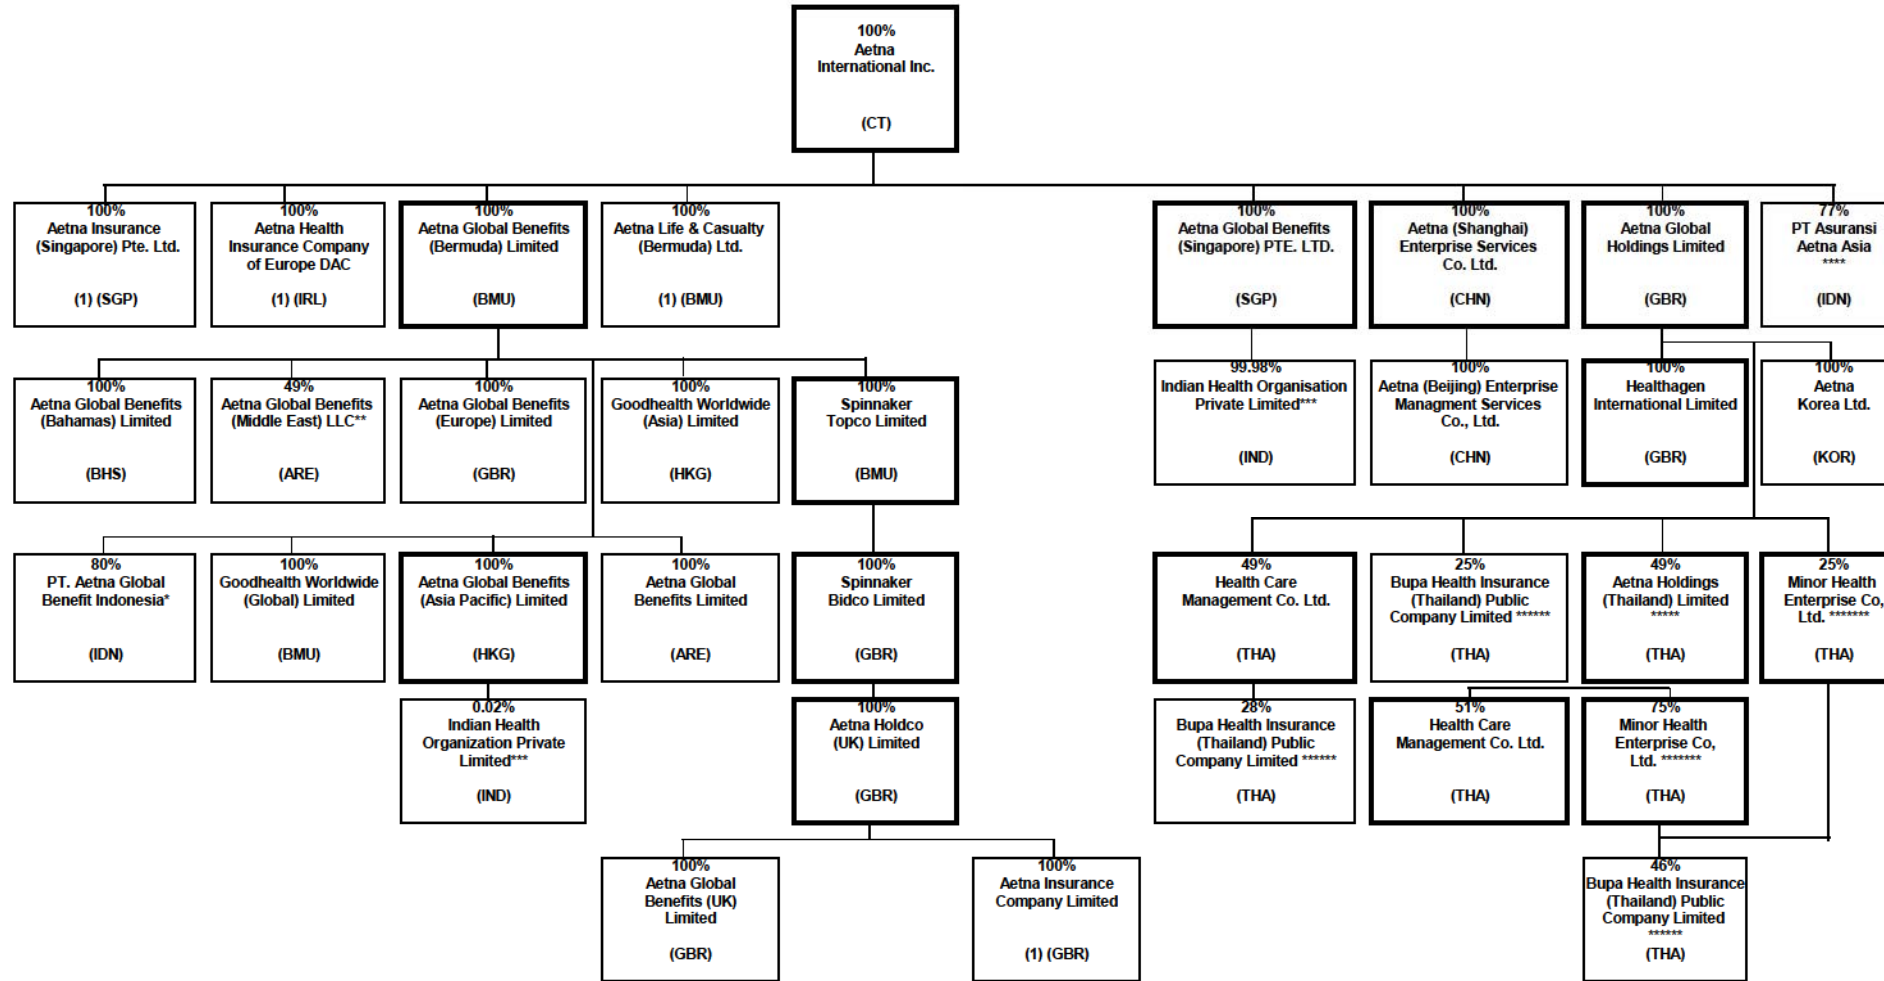 100%
Aetna
International Inc.
(CT)
100%
Aetna Insurance
(Singapore) Pte. Ltd.
(1) (SGP)
100%
Aetna Health
Insurance Company
of Europe DAC
(1) (IRL)
100%
Aetna Global Benefits
(Bermuda) Limited
(BMU)
100%
Aetna Life & Casualty
(Bermuda) Ltd.
(1) (BMU)
100%
Aetna Global Benefits
(Singapore) PTE. LTD.
(SGP)
100%
Aetna (Shanghai)
Enterprise Services
Co. Ltd.
(CHN)
100%
Aetna Global
Holdings Limited
(GBR)
77%
PT Asuransi
Aetna Asia
****
(IDN)
100%
Aetna Global Benefits
(Bahamas) Limited
(BHS)
49%
Aetna Global Benefits
(Middle East) LLC**
(ARE)
100%
Aetna Global Benefits
(Europe) Limited
(GBR)
100%
Goodhealth Worldwide
(Asia) Limited
(HKG)
100%
Spinnaker
Topco Limited
(BMU)
99.98%
Indian Health Organisation
Private Limited***
(IND)
100%
Aetna (Beijing) Enterprise
Managment Services
Co., Ltd.
(CHN)
100%
Healthagen
International Limited
(GBR)
100%
Aetna
Korea Ltd.
(KOR)
80%
PT. Aetna Global
Benefit Indonesia*
(IDN)
100%
Goodhealth Worldwide
(Global) Limited
(BMU)
100%
Aetna Global Benefits
(Asia Pacific) Limited
(HKG)
100%
Aetna Global
Benefits Limited
(ARE)
100%
Spinnaker
Bidco Limited
(GBR)
49%
Health Care
Management Co. Ltd.
(THA)
25%
Bupa Health Insurance
(Thailand) Public
Company Limited ******
(THA)
49%
Aetna Holdings
(Thailand) Limited
*****
(THA)
25%
Minor Health
Enterprise Co,
Ltd. *******
(THA)
0.02%
Indian Health
Organization Private
Limited***
(IND)
100%
Aetna Holdco
(UK) Limited
(GBR)
28%
Bupa Health Insurance
(Thailand) Public
Company Limited ******
(THA)
51%
Health Care
Management Co. Ltd.
(THA)
75%
Minor Health
Enterprise Co,
Ltd. *******
(THA)
100%
Aetna Global
Benefits (UK)
Limited
(GBR)
100%
Aetna Insurance
Company Limited
(1) (GBR)
46%
Bupa Health Insurance
(Thailand) Public
Company Limited
******
(THA)